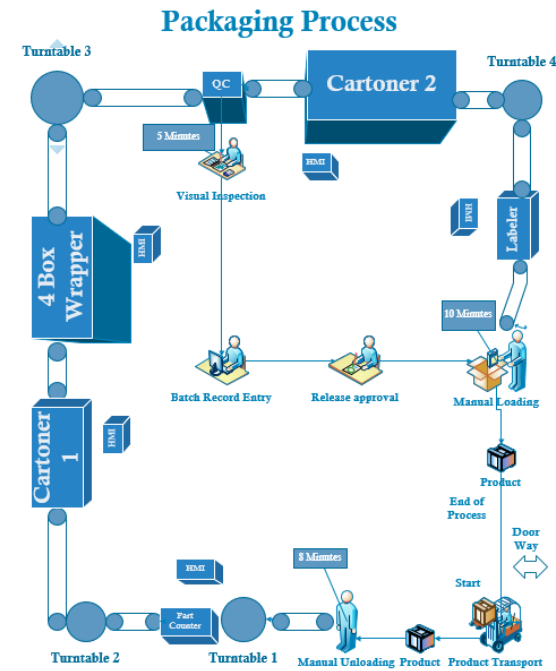 Packaging Process
Turntable 3
QC
Cartoner 2
Turntable 4
5 Minutes
HMI
Visual Inspection
HMI
Labeler
4 Box
Wrapper
HMI
10 Minutes
Batch Record Entry
Release approval
Manual Loading
Cartoner
1
HMI
Product
End of
Process
Door
Way
8 Minutes
HMI
Start
Part
Counter
Turntable 2
Turntable 1
Manual Unloading
Product
Product Transport